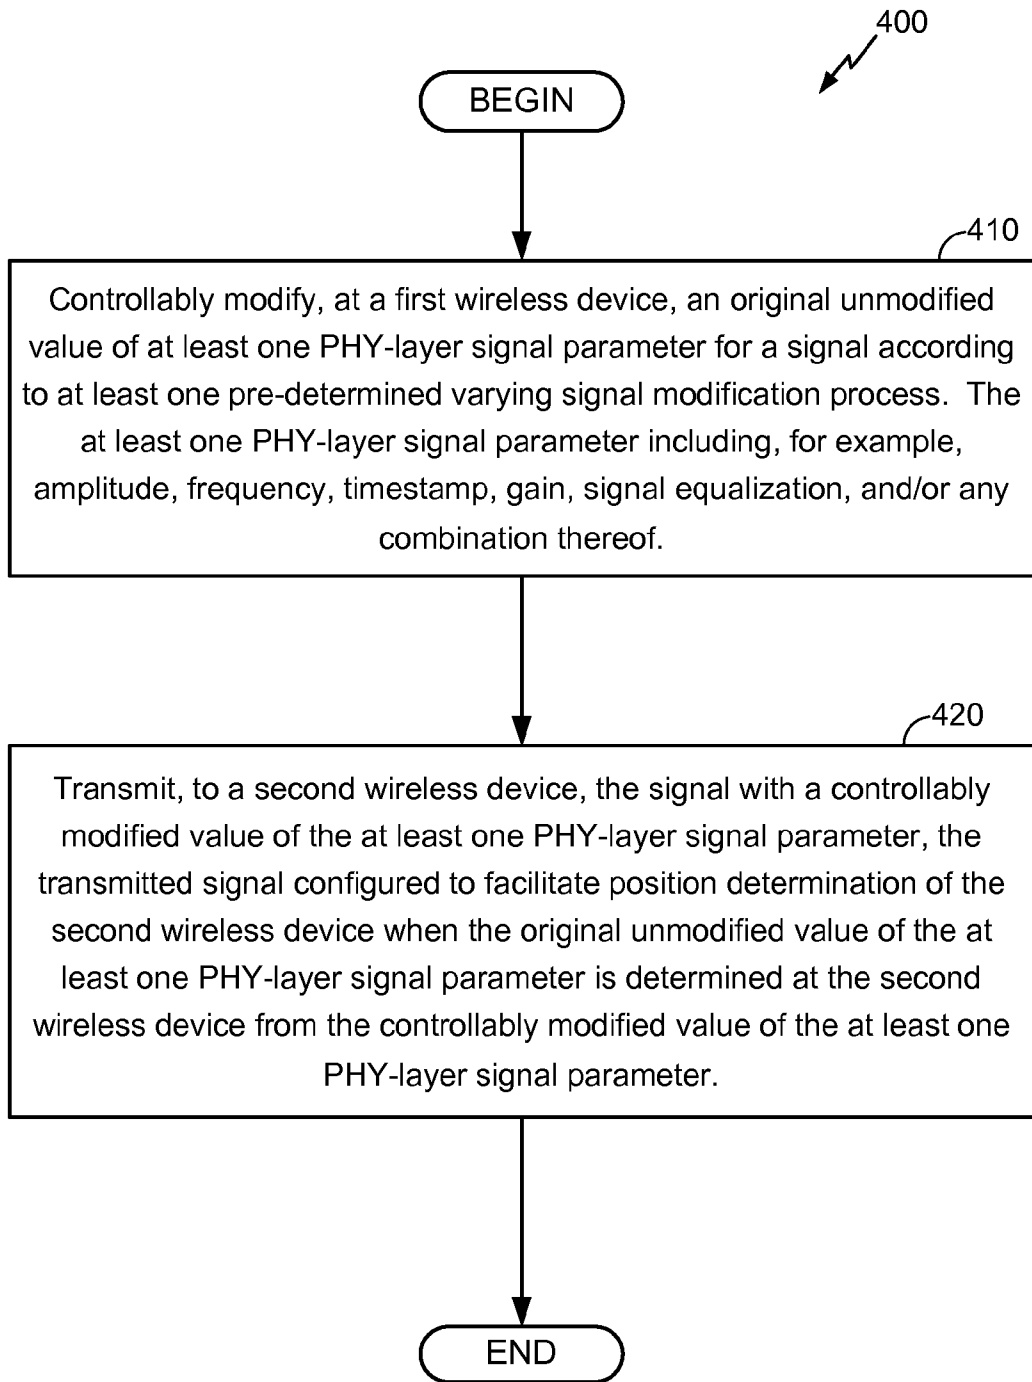 400
BEGIN
410
Controllably modify, at a first wireless device, an original unmodified
value of at least one PHY-layer signal parameter for a signal according
to at least one pre-determined varying signal modification process.  The
at least one PHY-layer signal parameter including, for example,
amplitude, frequency, timestamp, gain, signal equalization, and/or any
combination thereof.
420
Transmit, to a second wireless device, the signal with a controllably
modified value of the at least one PHY-layer signal parameter, the
transmitted signal configured to facilitate position determination of the
second wireless device when the original unmodified value of the at
least one PHY-layer signal parameter is determined at the second
wireless device from the controllably modified value of the at least one
PHY-layer signal parameter.
END